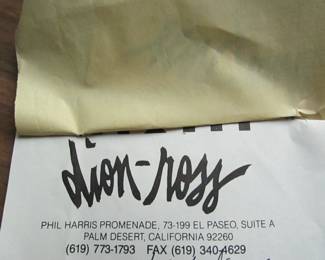 dion-ross
PHIL HARRIS PROMENADE, 73-199 EL PASEO, SUITE A
PALM DESERT, CALIFORNIA 92260
(619) 773-1793 FAX (619) 340-4629